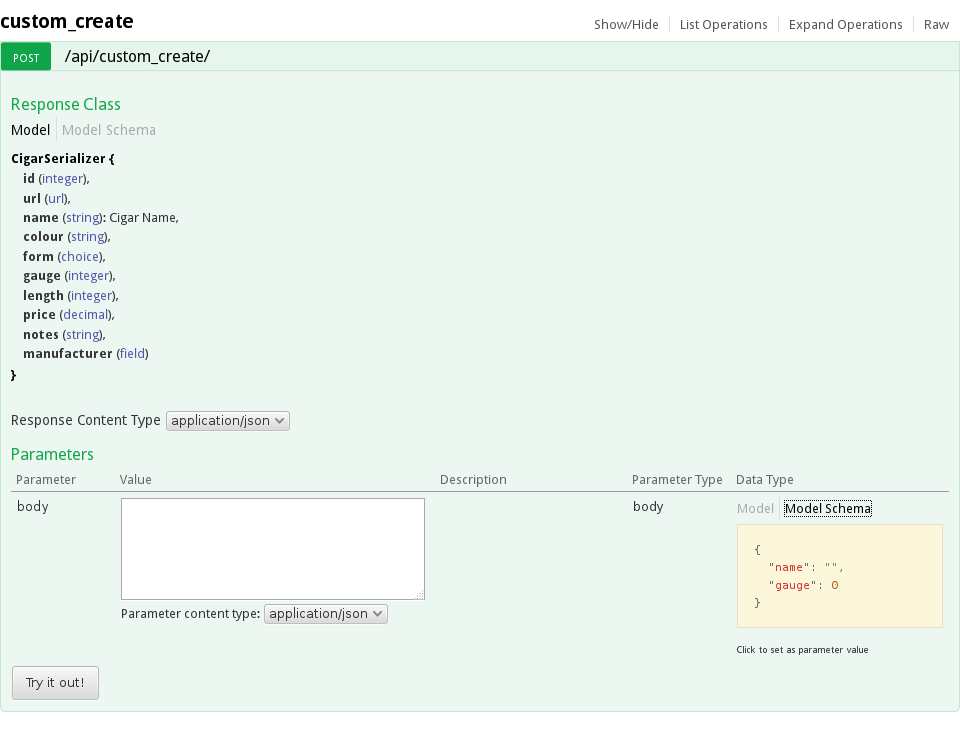 custom_create
Show/Hide List Operations Expand Operations Raw
POST /api/custom_create/
Response Class
Model Model Schema
CigarSerializer {
id (integer),
url (url),
name (string): Cigar Name,
colour (string),
form (choice),
gauge (integer),
length (integer),
price (decimal),
notes (string),
manufacturer (field)
}
Response Content Type application/json
Parameters
Parameter Value Description Parameter Type Data Type
body body Model Model Schema
{
"name": "",
"gauge": 0
}
Parameter content type: application/json
Click to set as parameter value
Try it out!